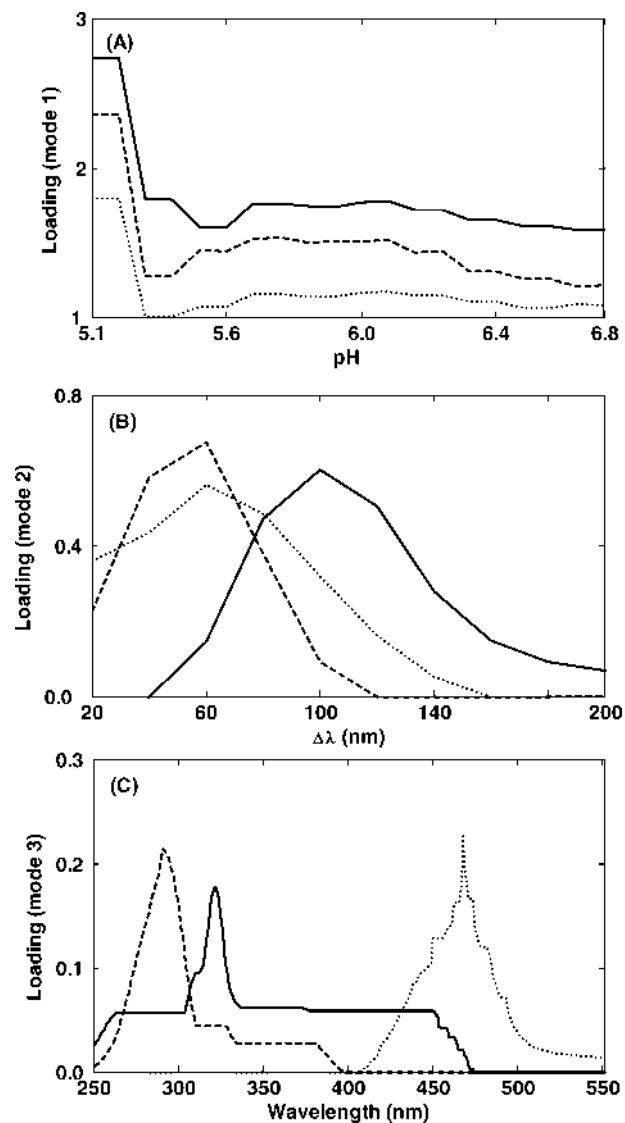 3
(A)
Loading (mode 1)
2
1
5.1 5.6 6.0 6.4 6.8
pH
0.8
(B)
Loading (mode 2)
0.4
0.0
20 60 100 140 200
Δλ (nm)
0.3
(C)
Loading (mode 3)
0.2
0.1
0.0
250 300 350 400 450 500 550
Wavelength (nm)